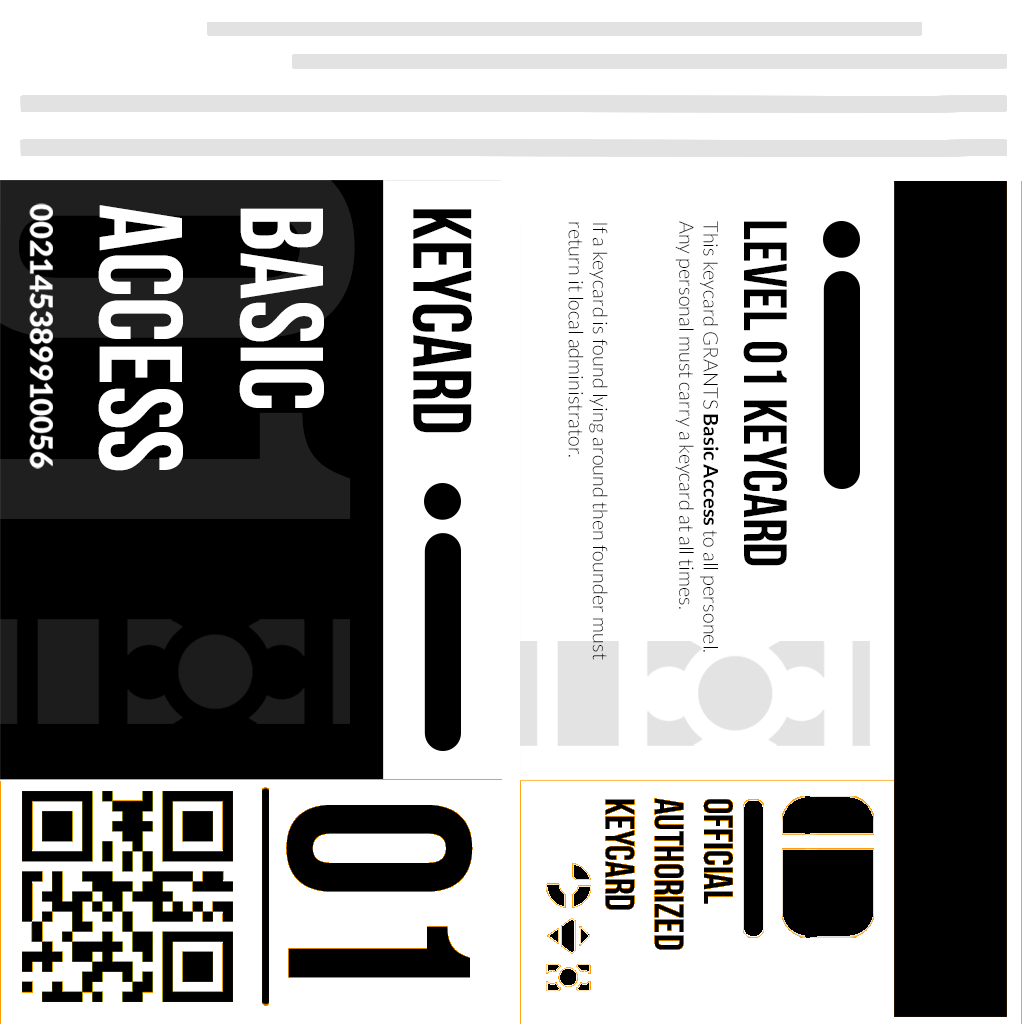 KEYCARD
BASIC
ACCESS
002145389910056
01
LEVEL 01 KEYCARD
This keycard GRANTS Basic Access to all personel.
Any personal must carry a keycard at all times.
If a keycard is found lying around then founder must
return it local administrator.
OFFICIAL
AUTHORIZED
KEYCARD